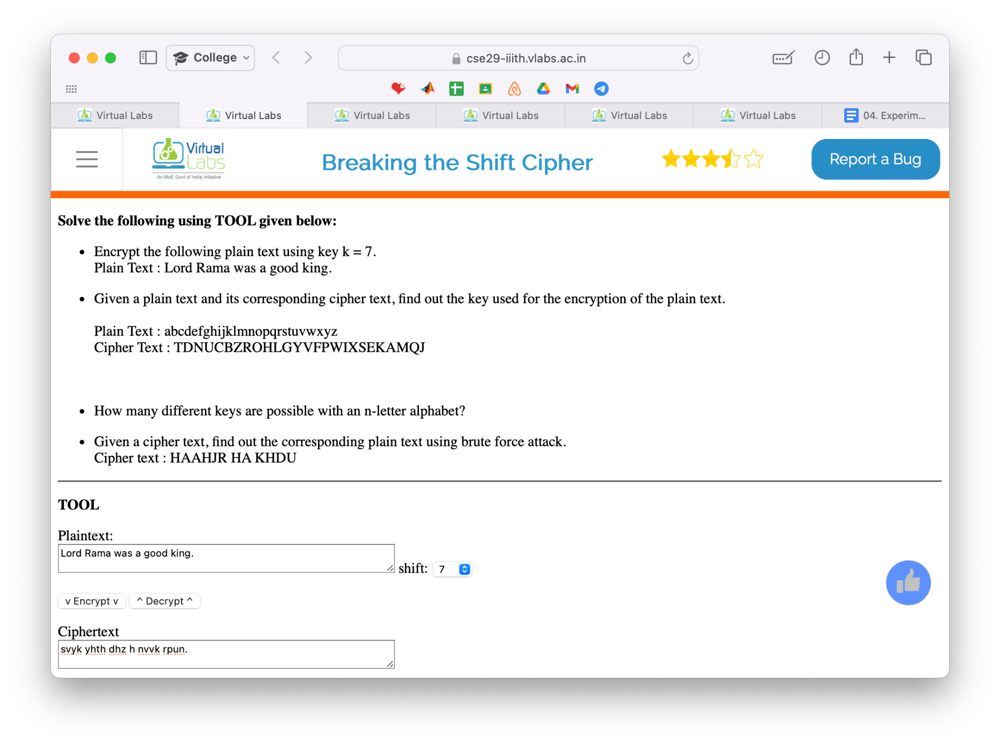 College
cse29-iiith.vlabs.ac.in
Virtual Labs
Virtual Labs
Virtual Labs
Virtual Labs
Virtual Labs
Virtual Labs
04. Experim...
Virtual
Labs
An MoE Govt of India Initiative
Breaking the Shift Cipher
Report a Bug
Solve the following using TOOL given below:
• Encrypt the following plain text using key k = 7.
Plain Text : Lord Rama was a good king.
• Given a plain text and its corresponding cipher text, find out the key used for the encryption of the plain text.
Plain Text : abcdefghijklmnopqrstuvwxyz
Cipher Text : TDNUCBZROHLGYVFPWIXSEKAMQJ
• How many different keys are possible with an n-letter alphabet?
• Given a cipher text, find out the corresponding plain text using brute force attack.
Cipher text : HAAHJR HA KHDU
TOOL
Plaintext:
Lord Rama was a good king.
shift: 7
v Encrypt v ^ Decrypt ^
Ciphertext
svyk yhth dhz h nvvk rpun.